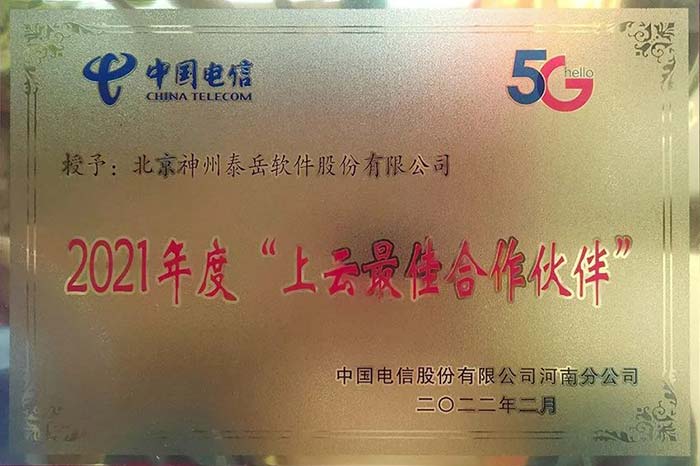 中国电信
CHINA TELECOM
5G
hello
授予：北京神州泰岳软件股份有限公司
2021年度“上云最佳合作伙伴”
中国电信股份有限公司河南分公司
二〇二二年二月